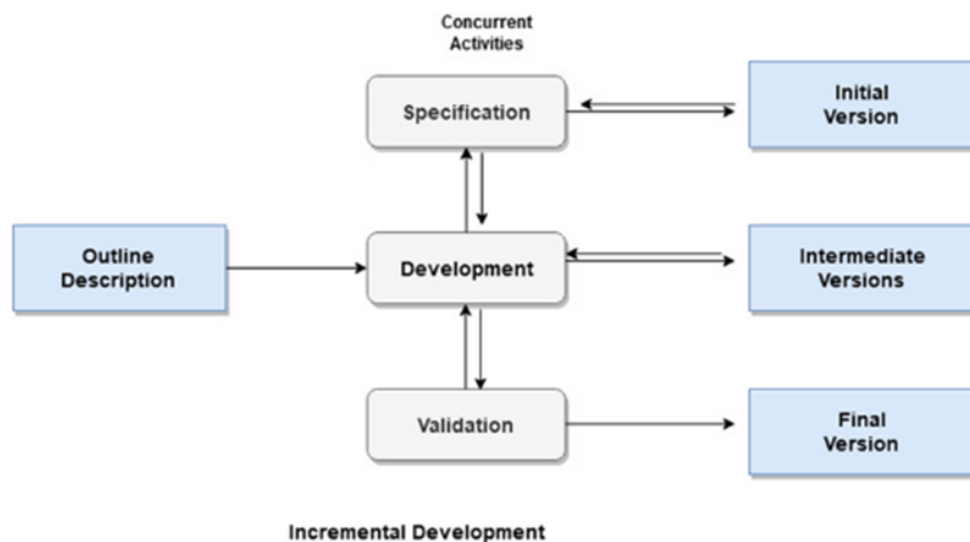 Concurrent
Activities
Specification
Initial
Version
Outline
Description
Development
Intermediate
Versions
Validation
Final
Version
Incremental Development